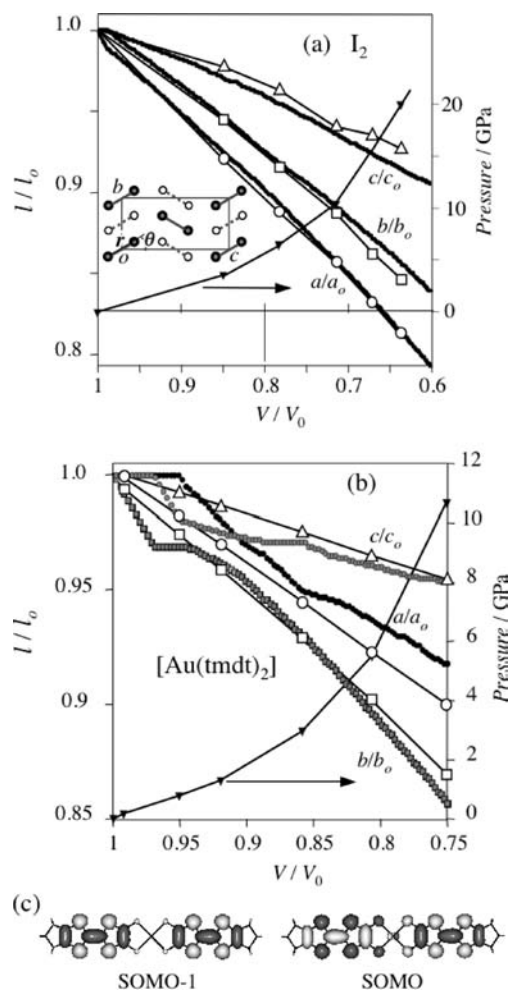 (a) I₂
1.0
0.9
0.8
l / lₒ
20
10
0
Pressure / GPa
c/cₒ
b/bₒ
a/aₒ
b
r
θ
o
c
1 0.9 0.8 0.7 0.6
V / V₀
(b)
1.0
0.95
0.9
0.85
l / lₒ
12
10
8
6
4
2
0
Pressure / GPa
c/cₒ
a/aₒ
[Au(tmdt)₂]
b/bₒ
1 0.95 0.9 0.85 0.8 0.75
V / V₀
(c)
SOMO-1 SOMO